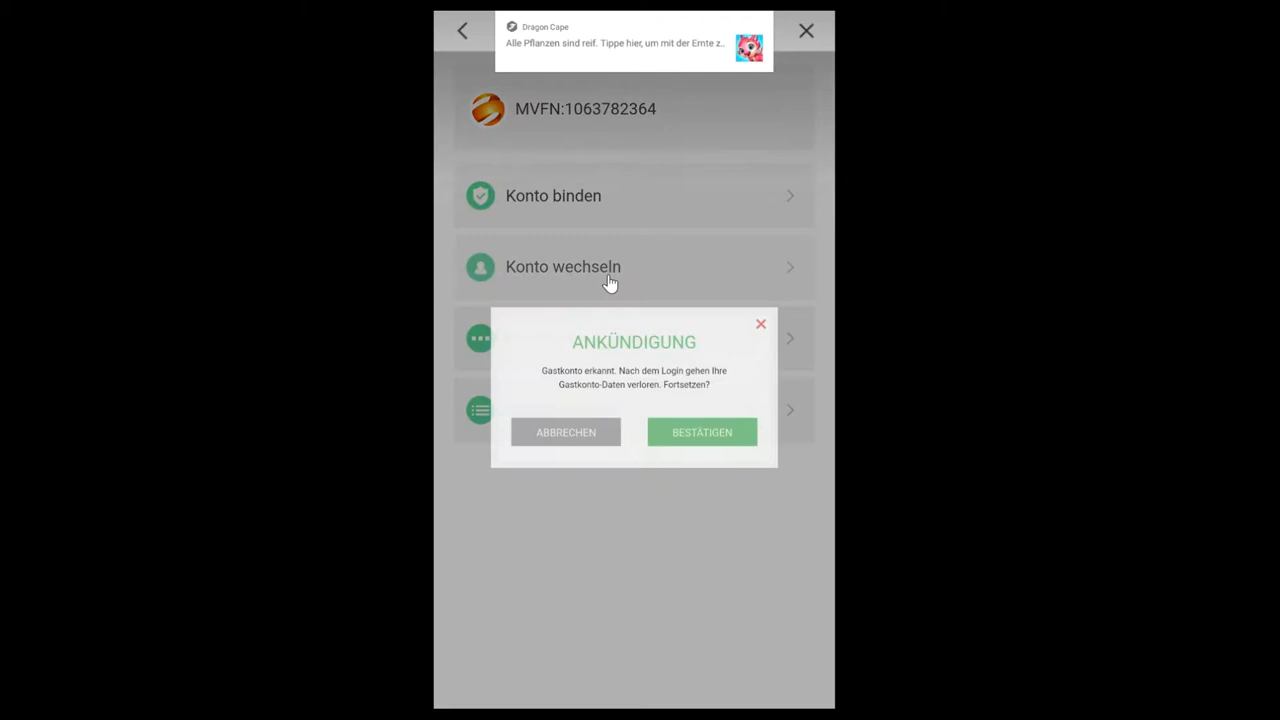 Dragon Cape
Alle Pflanzen sind reif. Tippe hier, um mit der Ernte z..
MVFN:1063782364
Konto binden
Konto wechseln
ANKÜNDIGUNG
Gastkonto erkannt. Nach dem Login gehen Ihre
Gastkonto-Daten verloren. Fortsetzen?
ABBRECHEN
BESTÄTIGEN